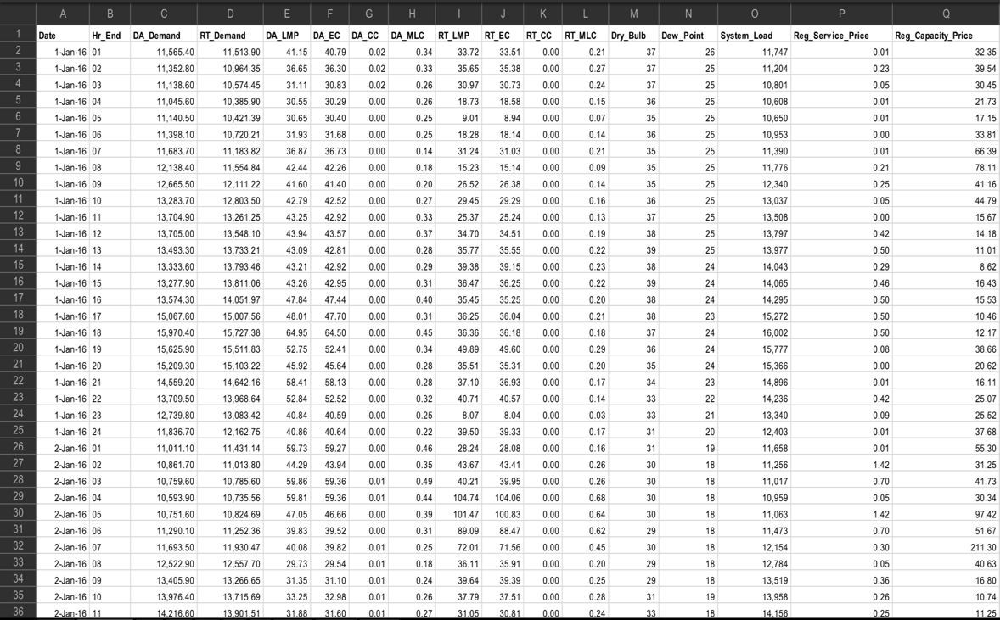 A B C D E F G H I J K L M N O P Q
1 Date Hr_End DA_Demand RT_Demand DA_LMP DA_EC DA_CC DA_MLC RT_LMP RT_EC RT_CC RT_MLC Dry_Bulb Dew_Point System_Load Reg_Service_Price Reg_Capacity_Price
2 1-Jan-16 01 11,565.40 11,513.90 41.15 40.79 0.02 0.34 33.72 33.51 0.00 0.21 37 26 11,747 0.01 32.35
3 1-Jan-16 02 11,352.80 10,964.35 36.65 36.30 0.02 0.33 35.65 35.38 0.00 0.27 37 25 11,204 0.23 39.54
4 1-Jan-16 03 11,138.60 10,574.45 31.11 30.83 0.02 0.26 30.97 30.73 0.00 0.24 37 25 10,801 0.05 30.45
5 1-Jan-16 04 11,045.60 10,385.90 30.55 30.29 0.00 0.26 18.73 18.58 0.00 0.15 36 25 10,608 0.01 21.73
6 1-Jan-16 05 11,140.50 10,421.39 30.65 30.40 0.00 0.25 9.01 8.94 0.00 0.07 35 25 10,650 0.01 17.15
7 1-Jan-16 06 11,398.10 10,720.21 31.93 31.68 0.00 0.25 18.28 18.14 0.00 0.14 36 25 10,953 0.00 33.81
8 1-Jan-16 07 11,683.70 11,183.82 36.87 36.73 0.00 0.14 31.24 31.03 0.00 0.21 35 25 11,390 0.01 66.39
9 1-Jan-16 08 12,138.40 11,554.84 42.44 42.26 0.00 0.18 15.23 15.14 0.00 0.09 35 25 11,776 0.21 78.11
10 1-Jan-16 09 12,665.50 12,111.22 41.60 41.40 0.00 0.20 26.52 26.38 0.00 0.14 35 25 12,340 0.25 41.16
11 1-Jan-16 10 13,283.70 12,803.50 42.79 42.52 0.00 0.27 29.45 29.29 0.00 0.16 36 25 13,037 0.05 44.79
12 1-Jan-16 11 13,704.90 13,261.25 43.25 42.92 0.00 0.33 25.37 25.24 0.00 0.13 37 25 13,508 0.00 15.67
13 1-Jan-16 12 13,705.00 13,548.10 43.94 43.57 0.00 0.37 34.70 34.51 0.00 0.19 38 25 13,797 0.42 14.18
14 1-Jan-16 13 13,493.30 13,733.21 43.09 42.81 0.00 0.28 35.77 35.55 0.00 0.22 39 25 13,977 0.50 11.01
15 1-Jan-16 14 13,333.60 13,793.46 43.21 42.92 0.00 0.29 39.38 39.15 0.00 0.23 38 24 14,043 0.29 8.62
16 1-Jan-16 15 13,277.90 13,811.06 43.26 42.95 0.00 0.31 36.47 36.25 0.00 0.22 39 24 14,065 0.46 16.43
17 1-Jan-16 16 13,574.30 14,051.97 47.84 47.44 0.00 0.40 35.45 35.25 0.00 0.20 38 24 14,295 0.50 15.53
18 1-Jan-16 17 15,067.60 15,007.56 48.01 47.70 0.00 0.31 36.25 36.04 0.00 0.21 38 23 15,272 0.50 10.46
19 1-Jan-16 18 15,970.40 15,727.38 64.95 64.50 0.00 0.45 36.36 36.18 0.00 0.18 37 24 16,002 0.50 12.17
20 1-Jan-16 19 15,625.90 15,511.83 52.75 52.41 0.00 0.34 49.89 49.60 0.00 0.29 36 24 15,777 0.08 38.66
21 1-Jan-16 20 15,209.30 15,103.22 45.92 45.64 0.00 0.28 35.51 35.31 0.00 0.20 35 24 15,366 0.00 20.62
22 1-Jan-16 21 14,559.20 14,642.16 58.41 58.13 0.00 0.28 37.10 36.93 0.00 0.17 34 23 14,896 0.01 16.11
23 1-Jan-16 22 13,709.50 13,968.64 52.84 52.52 0.00 0.32 40.71 40.57 0.00 0.14 33 22 14,236 0.42 25.07
24 1-Jan-16 23 12,739.80 13,083.42 40.84 40.59 0.00 0.25 8.07 8.04 0.00 0.03 33 21 13,340 0.09 25.52
25 1-Jan-16 24 11,836.70 12,162.75 40.86 40.64 0.00 0.22 39.50 39.33 0.00 0.17 31 20 12,403 0.01 37.68
26 2-Jan-16 01 11,011.10 11,431.14 59.73 59.27 0.00 0.46 28.24 28.08 0.00 0.16 31 19 11,658 0.01 55.30
27 2-Jan-16 02 10,861.70 11,013.80 44.29 43.94 0.00 0.35 43.67 43.41 0.00 0.26 30 18 11,256 1.42 31.25
28 2-Jan-16 03 10,759.60 10,785.60 59.86 59.36 0.01 0.49 40.21 39.95 0.00 0.26 30 18 11,017 0.70 41.73
29 2-Jan-16 04 10,593.90 10,735.56 59.81 59.36 0.01 0.44 104.74 104.06 0.00 0.68 30 18 10,959 0.05 30.34
30 2-Jan-16 05 10,751.60 10,824.69 47.05 46.66 0.00 0.39 101.47 100.83 0.00 0.64 30 18 11,063 1.42 97.42
31 2-Jan-16 06 11,290.10 11,252.36 39.83 39.52 0.00 0.31 89.09 88.47 0.00 0.62 29 18 11,473 0.70 51.67
32 2-Jan-16 07 11,693.50 11,930.47 40.08 39.82 0.01 0.25 72.01 71.56 0.00 0.45 30 18 12,154 0.30 211.30
33 2-Jan-16 08 12,522.90 12,557.70 29.73 29.54 0.01 0.18 36.11 35.91 0.00 0.20 29 18 12,784 0.05 40.63
34 2-Jan-16 09 13,405.90 13,266.65 31.35 31.10 0.01 0.24 39.64 39.39 0.00 0.25 29 18 13,519 0.36 16.80
35 2-Jan-16 10 13,976.40 13,715.69 33.25 32.98 0.01 0.26 37.79 37.51 0.00 0.28 31 19 13,958 0.26 10.74
36 2-Jan-16 11 14,216.60 13,901.51 31.88 31.60 0.01 0.27 31.05 30.81 0.00 0.24 33 18 14,156 0.25 11.25